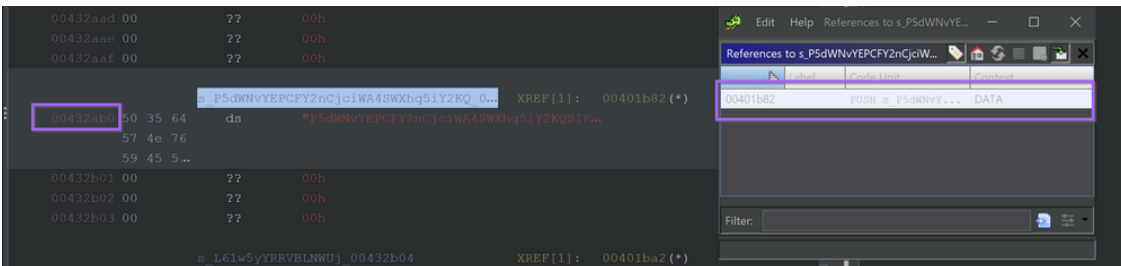 00432aad 00 ?? 00h
00432aae 00 ?? 00h
00432aaf 00 ?? 00h
s_P5dWNvYEPCFY2nCjciWA4SWXhq5iY2KQ_0... XREF[1]: 00401b82(*)
00432ab0 50 35 64 ds "P5dWNvYEPCFY2nCjciWA4SWXhq5iY2KQSIF...
57 4e 76
59 45 5...
00432b01 00 ?? 00h
00432b02 00 ?? 00h
00432b03 00 ?? 00h
s_L61w5yYRRVBLNWUj_00432b04 XREF[1]: 00401ba2(*)
Edit Help References to s_P5dWNvYE...
References to s_P5dWNvYEPCFY2nCjciW...
Label Code Unit Context
00401b82 PUSH s_P5dWNvY... DATA
Filter: